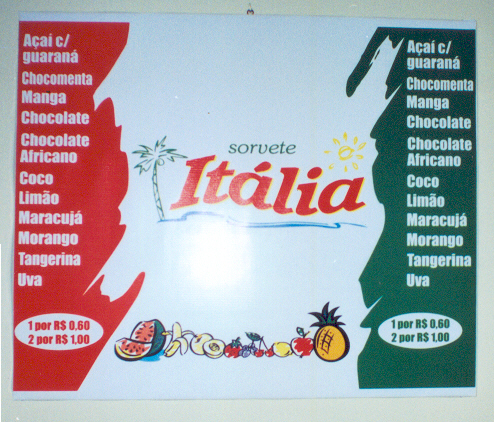 Açaí c/
guaraná
Chocomenta
Manga
Chocolate
Chocolate
Africano
Coco
Limão
Maracujá
Morango
Tangerina
Uva
1 por R$ 0,60
2 por R$ 1,00
sorvete
Itália
Açaí c/
guaraná
Chocomenta
Manga
Chocolate
Chocolate
Africano
Coco
Limão
Maracujá
Morango
Tangerina
Uva
1 por R$ 0,60
2 por R$ 1,00